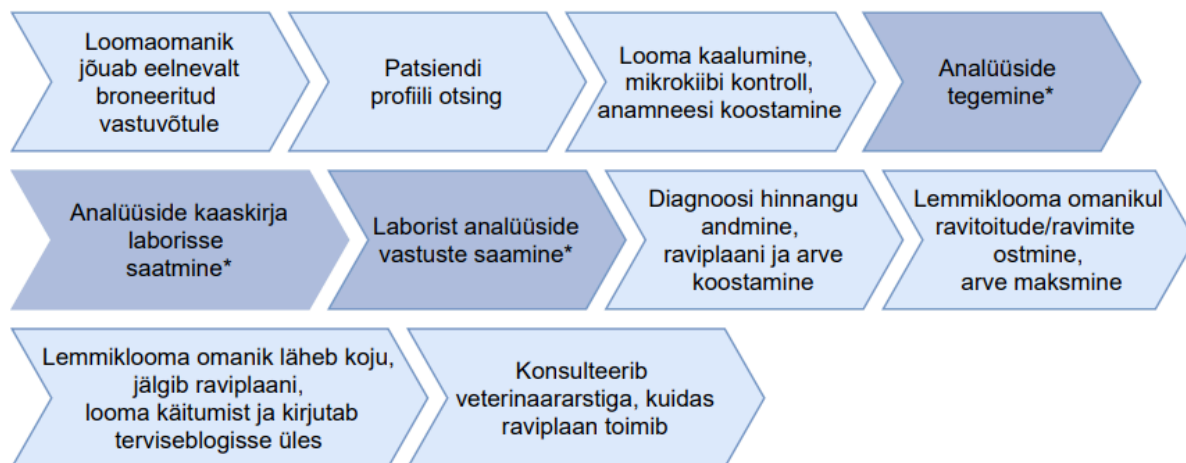 Loomaomanik
jõuab eelnevalt
broneeritud
vastuvõtule
Patsiendi
profiili otsing
Looma kaalumine,
mikrokiibi kontroll,
anamneesi koostamine
Analüüside
tegemine*
Analüüside kaaskirja
laborisse
saatmine*
Laborist analüüside
vastuste saamine*
Diagnoosi hinnangu
andmine,
raviplaani ja arve
koostamine
Lemmiklooma omanikul
ravitoitude/ravimite
ostmine,
arve maksmine
Lemmiklooma omanik läheb koju,
jälgib raviplaani,
looma käitumist ja kirjutab
terviseblogisse üles
Konsulteerib
veterinaararstiga, kuidas
raviplaan toimib